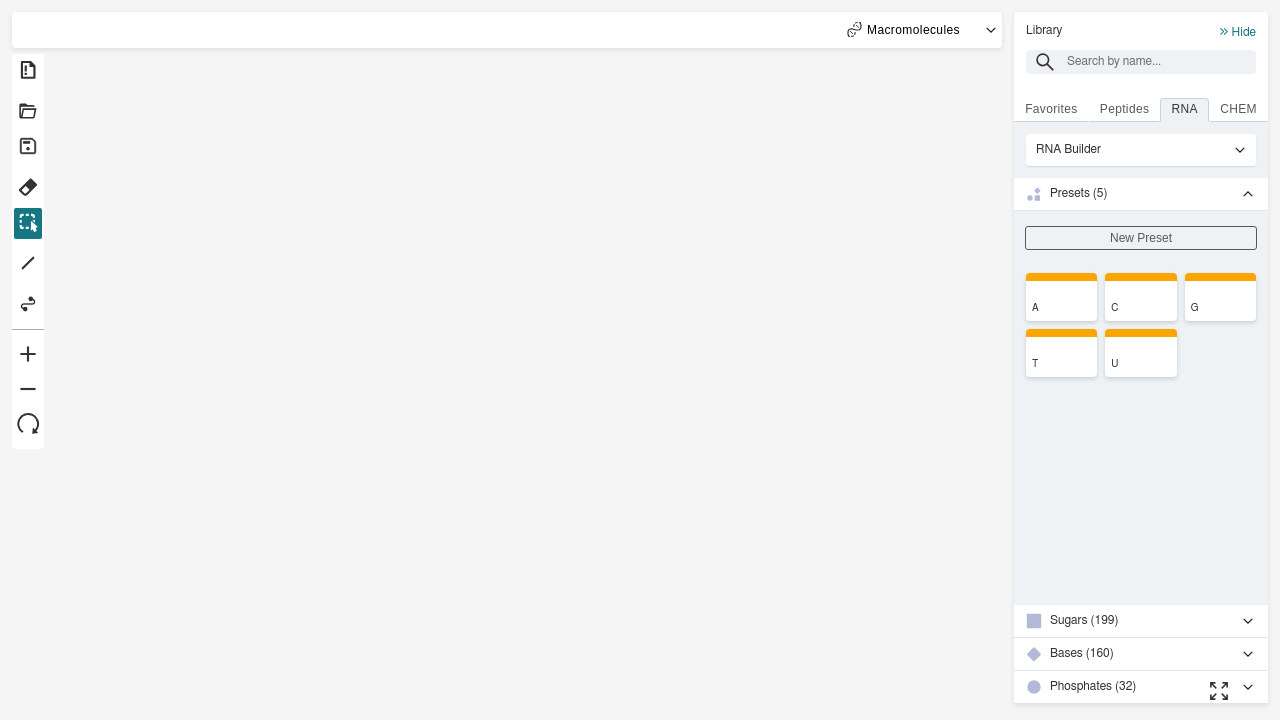 Macromolecules
Library
Hide
Search by name...
Favorites
Peptides
RNA
CHEM
RNA Builder
Presets (5)
New Preset
A
C
G
T
U
Sugars (199)
Bases (160)
Phosphates (32)